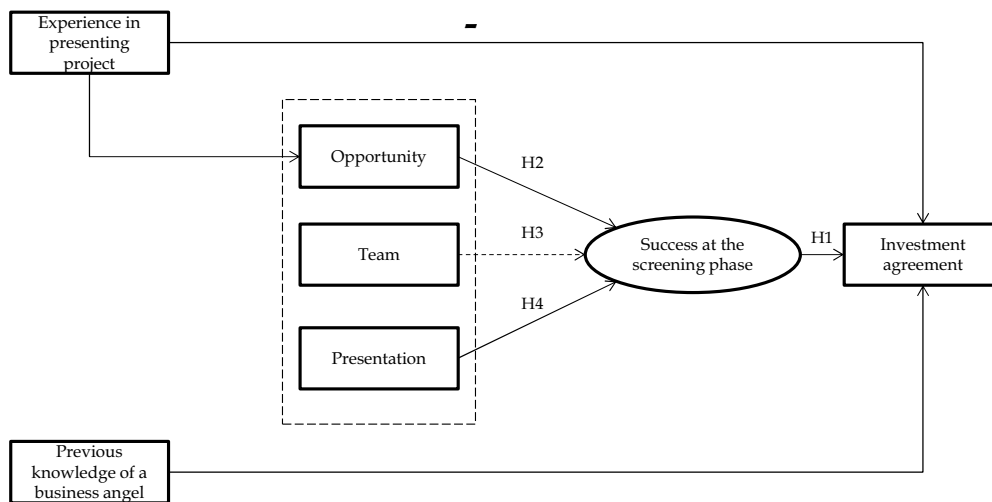 Experience in
presenting
project
-
Opportunity
H2
Team
H3
Success at the
screening phase
H1
Investment
agreement
H4
Presentation
Previous
knowledge of a
business angel